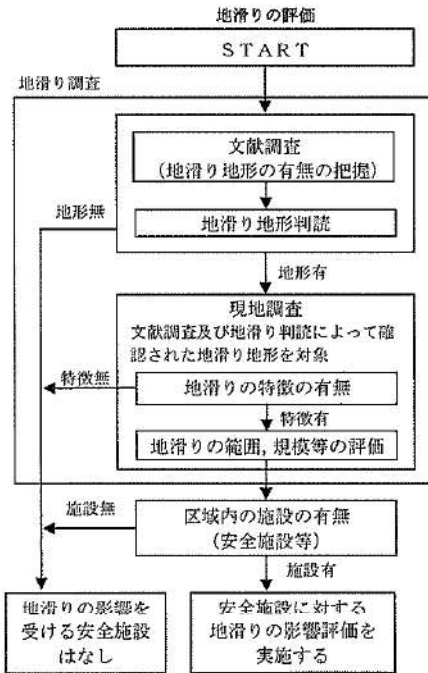 地滑りの評価
ＳＴＡＲＴ
地滑り調査
文献調査
(地滑り地形の有無の把握)
地形無
地滑り地形判読
地形有
現地調査
文献調査及び地滑り判読によって確
認された地滑り地形を対象
特徴無
地滑りの特徴の有無
特徴有
地滑りの範囲, 規模等の評価
施設無
区域内の施設の有無
(安全施設等)
施設有
地滑りの影響を
受ける安全施設
はなし
安全施設に対する
地滑りの影響評価を
実施する